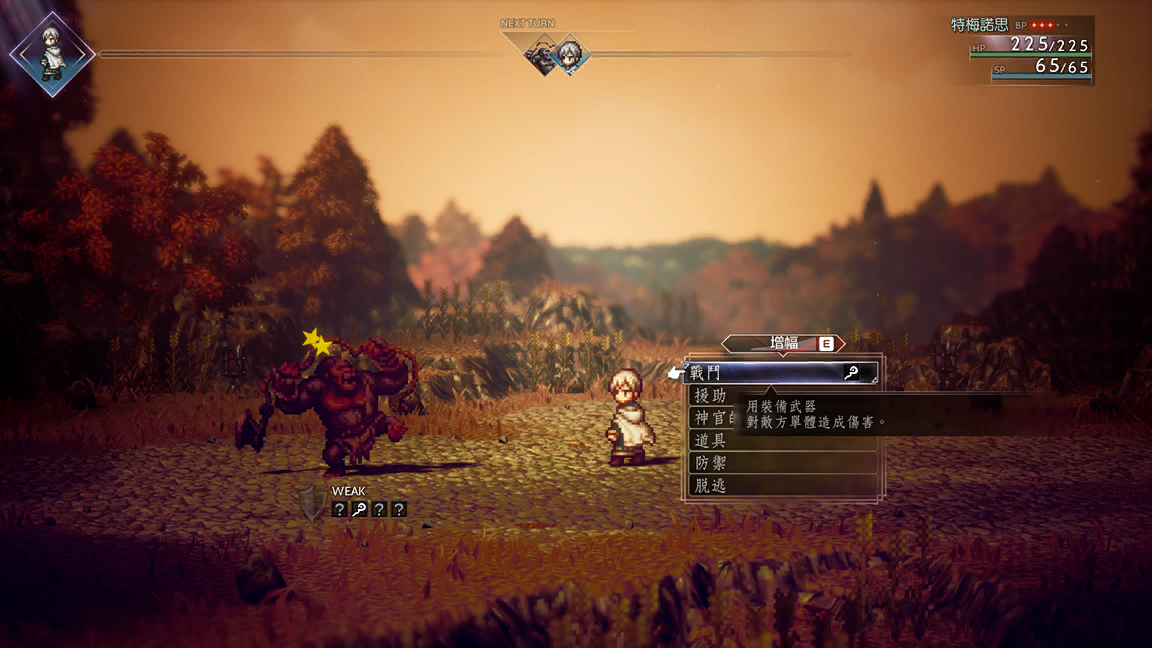 NEXT TURN
特梅諾思 BP
HP 225/225
SP 65/65
增幅 E
戰鬥
援助
用裝備武器
神官的
對敵方單體造成傷害。
道具
防禦
脫逃
WEAK
? ? ?